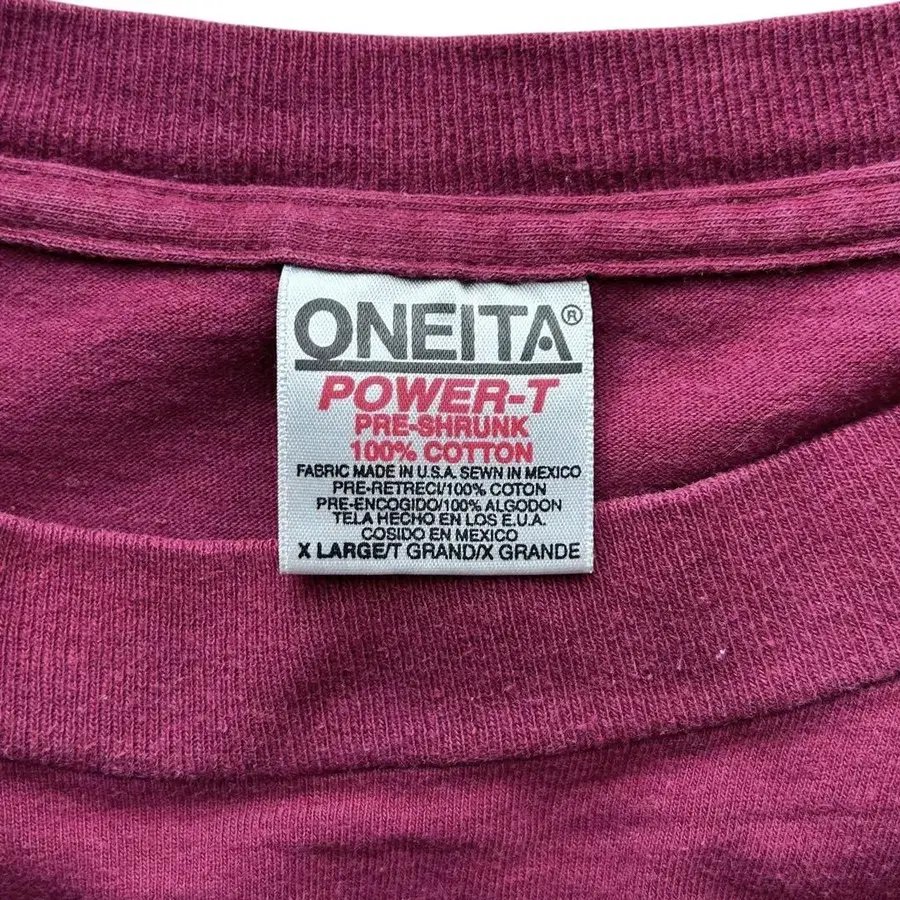 ONEITA®
POWER-T
PRE-SHRUNK
100% COTTON
FABRIC MADE IN U.S.A. SEWN IN MEXICO
PRE-RETRECI/100% COTON
PRE-ENCOGIDO/100% ALGODON
TELA HECHO EN LOS E.U.A.
COSIDO EN MEXICO
X LARGE/T GRAND/X GRANDE